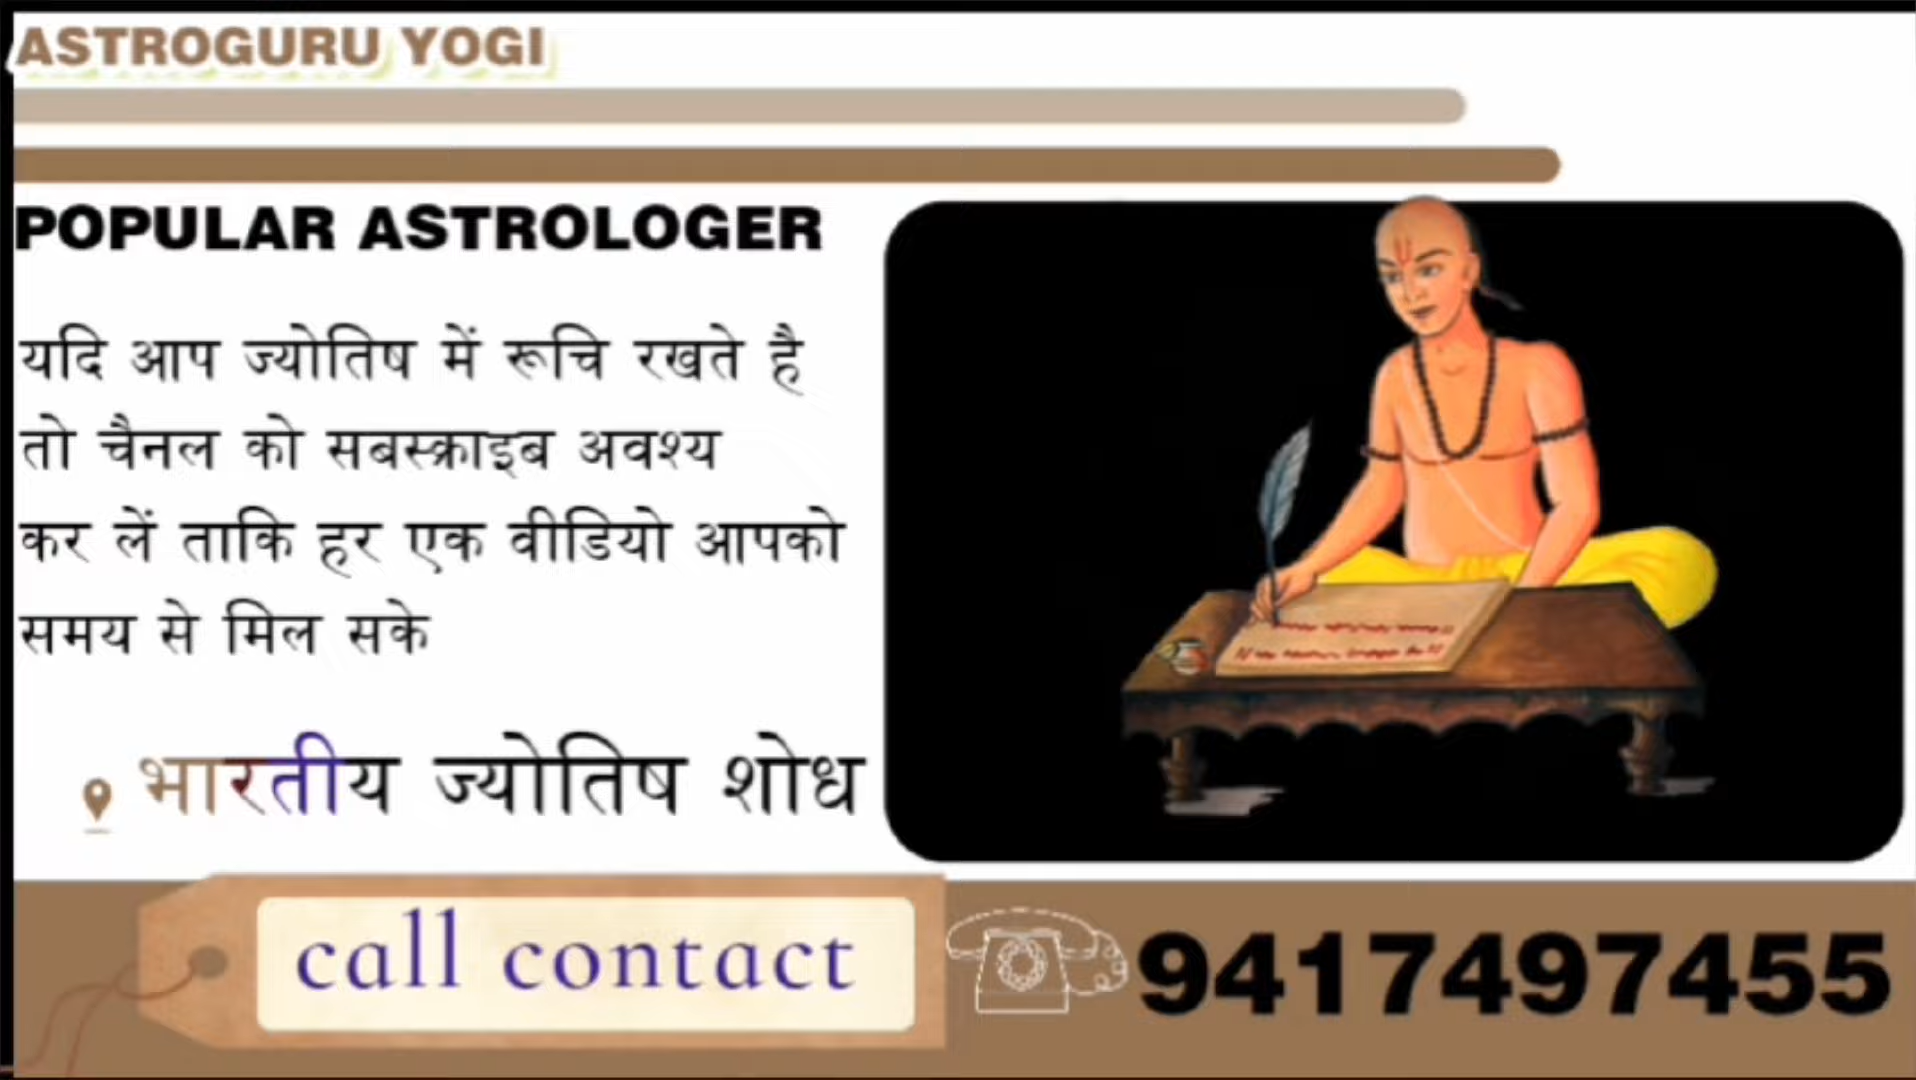 ASTROGURU YOGI
POPULAR ASTROLOGER
यदि आप ज्योतिष में रूचि रखते है
तो चैनल को सबस्क्राइब अवश्य
कर लें ताकि हर एक वीडियो आपको
समय से मिल सके
भारतीय ज्योतिष शोध
call contact
9417497455